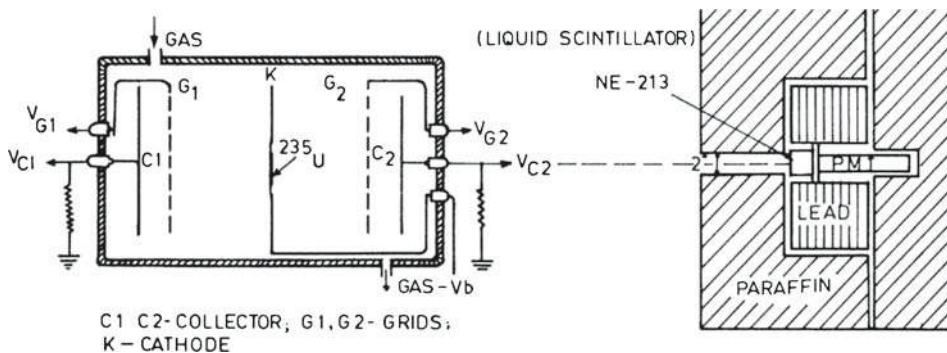 GAS
(LIQUID SCINTILLATOR)
K
G1
G2
NE-213
VG1
VG2
VC1
C1
235U
C2
VC2
2"
PM
LEAD
GAS
-Vb
PARAFFIN
C1 C2-COLLECTOR; G1, G2- GRIDS;
K-CATHODE